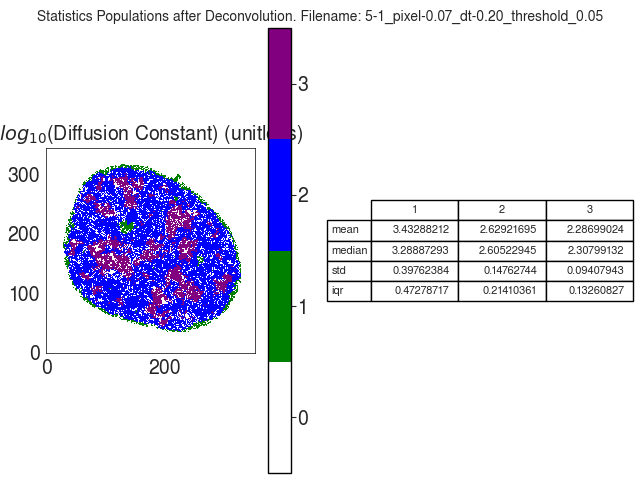 Statistics Populations after Deconvolution. Filename: 5-1_pixel-0.07_dt-0.20_threshold_0.05
log10(Diffusion Constant) (unitless)
300
200
100
0
0 200
3
2
1
0
1 2 3
mean 3.43288212 2.62921695 2.28699024
median 3.28887293 2.60522945 2.30799132
std 0.39762384 0.14762744 0.09407943
iqr 0.47278717 0.21410361 0.13260827